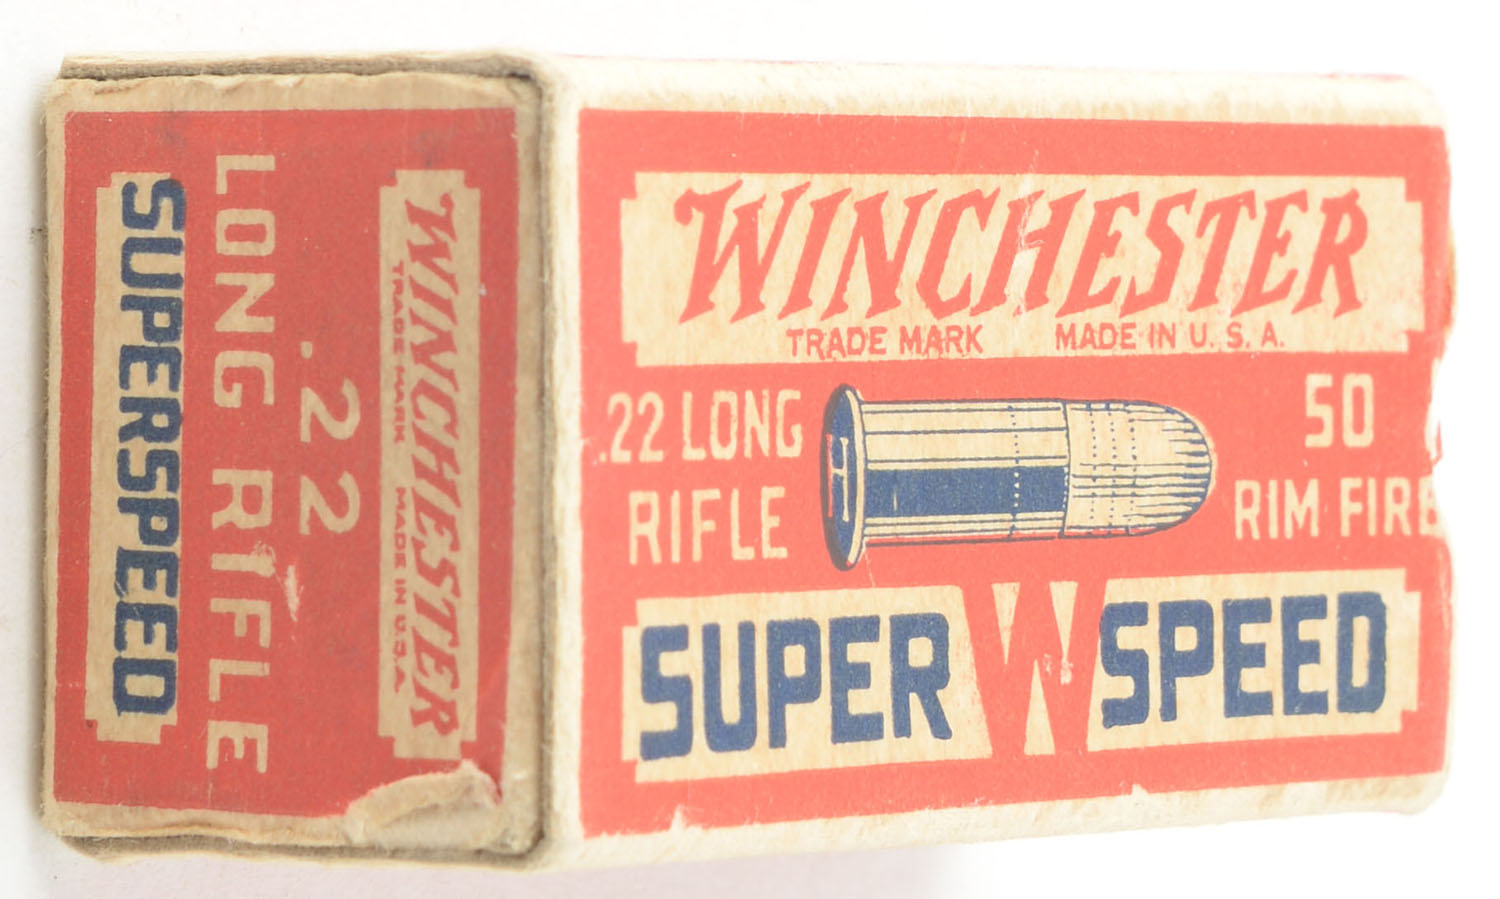 WINCHESTER
TRADE MARK MADE IN U.S.A.
.22
LONG RIFLE
SUPERSPEED
WINCHESTER
TRADE MARK MADE IN U.S.A.
.22 LONG
RIFLE
H
50
RIM FIRE
SUPER W SPEED